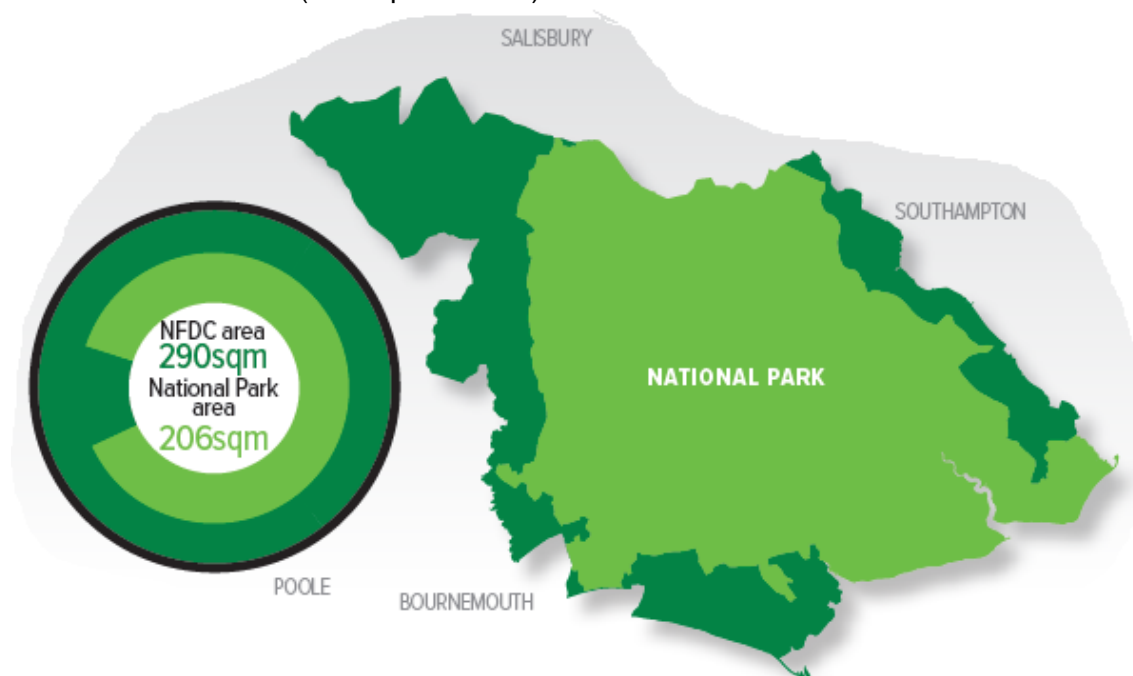 SALISBURY
SOUTHAMPTON
NFDC area
290sqm
National Park
area
206sqm
NATIONAL PARK
POOLE
BOURNEMOUTH